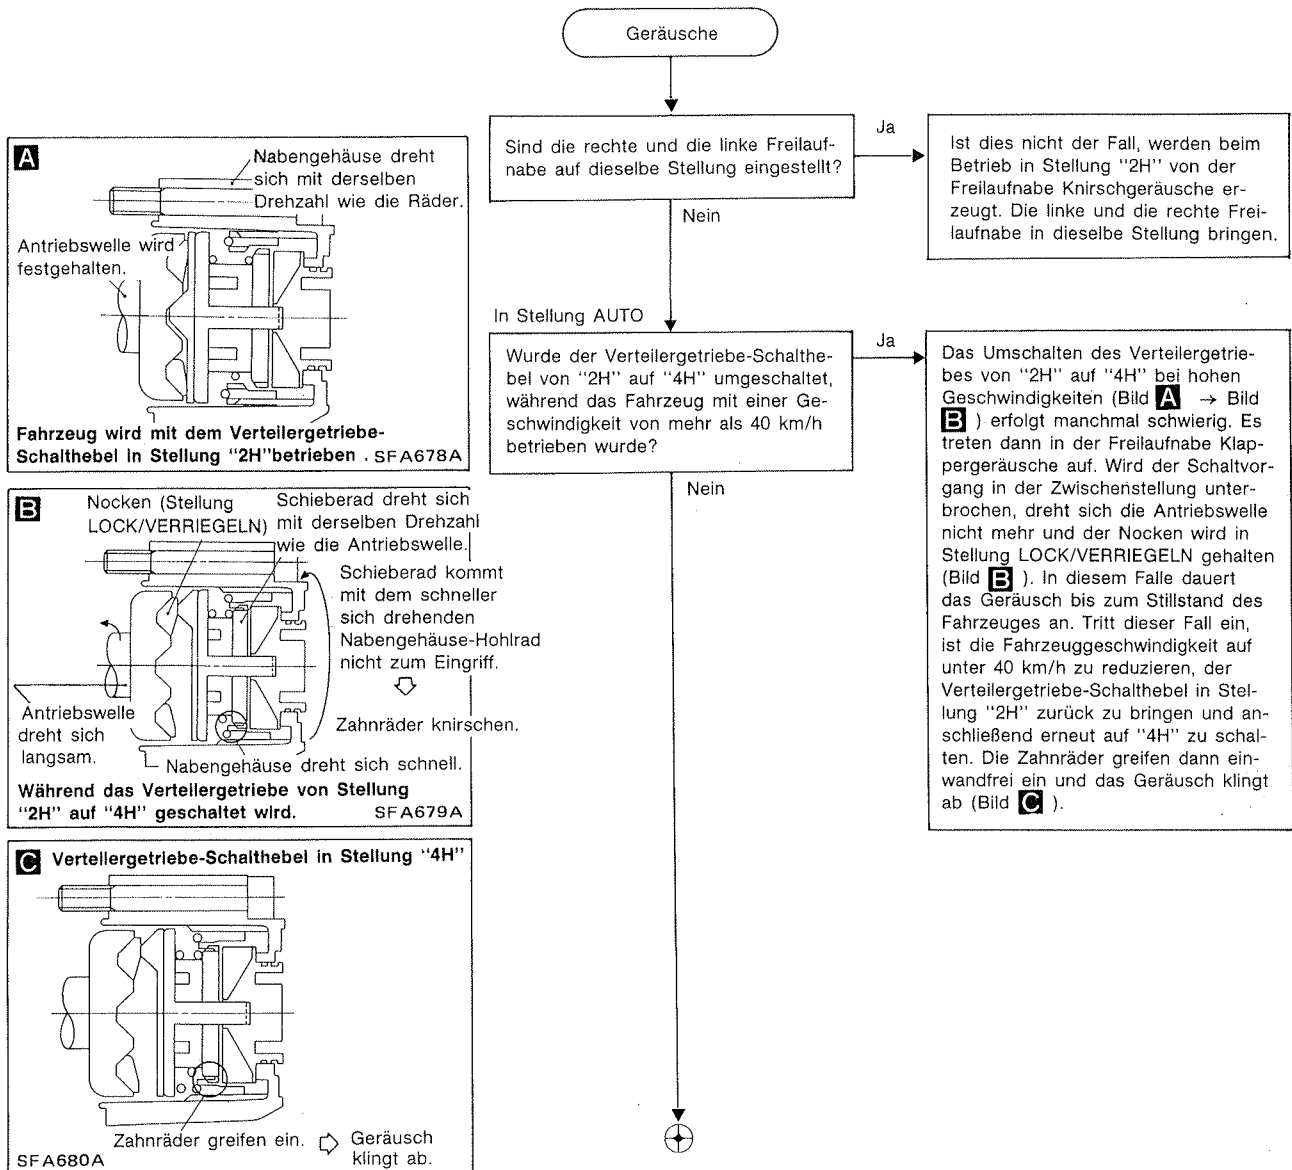 Geräusche
Sind die rechte und die linke Freilauf-
nabe auf dieselbe Stellung eingestellt?
Ja
Ist dies nicht der Fall, werden beim
Betrieb in Stellung "2H" von der
Freilaufnabe Knirschgeräusche er-
zeugt. Die linke und die rechte Frei-
laufnabe in dieselbe Stellung bringen.
Nein
In Stellung AUTO
Wurde der Verteilergetriebe-Schalthe-
bel von "2H" auf "4H" umgeschaltet,
während das Fahrzeug mit einer Ge-
schwindigkeit von mehr als 40 km/h
betrieben wurde?
Ja
Das Umschalten des Verteilergetrie-
bes von "2H" auf "4H" bei hohen
Geschwindigkeiten (Bild A → Bild
B ) erfolgt manchmal schwierig. Es
treten dann in der Freilaufnabe Klap-
pergeräusche auf. Wird der Schaltvor-
gang in der Zwischenstellung unter-
brochen, dreht sich die Antriebswelle
nicht mehr und der Nocken wird in
Stellung LOCK/VERRIEGELN gehalten
(Bild B ). In diesem Falle dauert
das Geräusch bis zum Stillstand des
Fahrzeuges an. Tritt dieser Fall ein,
ist die Fahrzeuggeschwindigkeit auf
unter 40 km/h zu reduzieren, der
Verteilergetriebe-Schalthebel in Stel-
lung "2H" zurück zu bringen und an-
schließend erneut auf "4H" zu schal-
ten. Die Zahnräder greifen dann ein-
wandfrei ein und das Geräusch klingt
ab (Bild C ).
Nein
A
Nabengehäuse dreht
sich mit derselben
Drehzahl wie die Räder.
Antriebswelle wird
festgehalten.
Fahrzeug wird mit dem Verteilergetriebe-
Schalthebel in Stellung "2H"betrieben . SFA678A
B
Nocken (Stellung
LOCK/VERRIEGELN)
Schieberad dreht sich
mit derselben Drehzahl
wie die Antriebswelle.
Schieberad kommt
mit dem schneller
sich drehenden
Nabengehäuse-Hohlrad
nicht zum Eingriff.
Zahnräder knirschen.
Antriebswelle
dreht sich
langsam.
Nabengehäuse dreht sich schnell.
Während das Verteilergetriebe von Stellung
"2H" auf "4H" geschaltet wird. SFA679A
C Verteilergetriebe-Schalthebel in Stellung "4H"
Zahnräder greifen ein. ⇨ Geräusch
klingt ab.
SFA680A